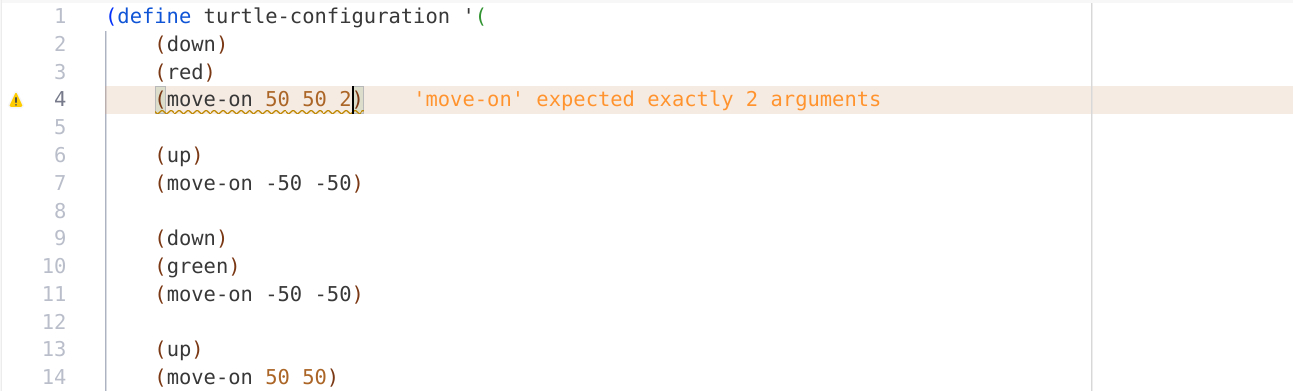 1 (define turtle-configuration '(
2 (down)
3 (red)
4 (move-on 50 50 2) 'move-on' expected exactly 2 arguments
5
6 (up)
7 (move-on -50 -50)
8
9 (down)
10 (green)
11 (move-on -50 -50)
12
13 (up)
14 (move-on 50 50)